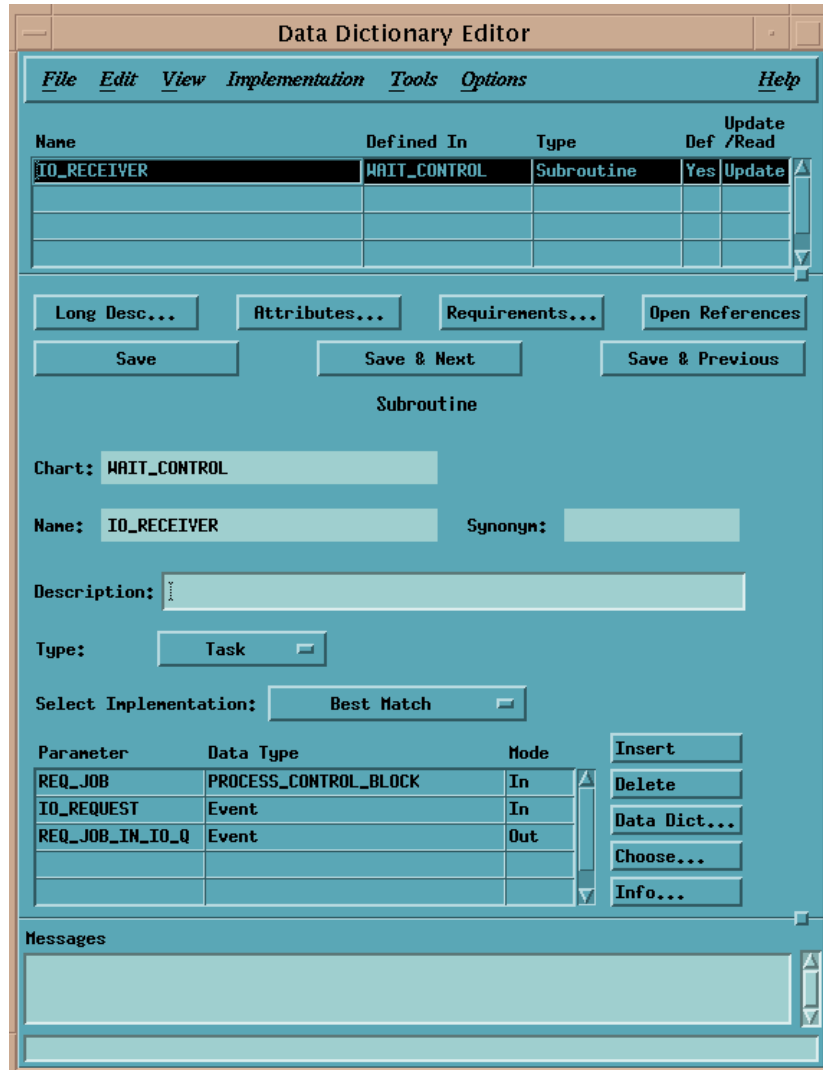 Data Dictionary Editor
File Edit View Implementation Tools Options Help
Update
Name Defined In Type Def /Read
IO_RECEIVER WAIT_CONTROL Subroutine Yes Update
Long Desc... Attributes... Requirements... Open References
Save Save & Next Save & Previous
Subroutine
Chart: WAIT_CONTROL
Name: IO_RECEIVER Synonym:
Description:
Type: Task
Select Implementation: Best Match
Parameter Data Type Mode Insert
REQ_JOB PROCESS_CONTROL_BLOCK In Delete
IO_REQUEST Event In Data Dict...
REQ_JOB_IN_IO_Q Event Out
Choose...
Info...
Messages